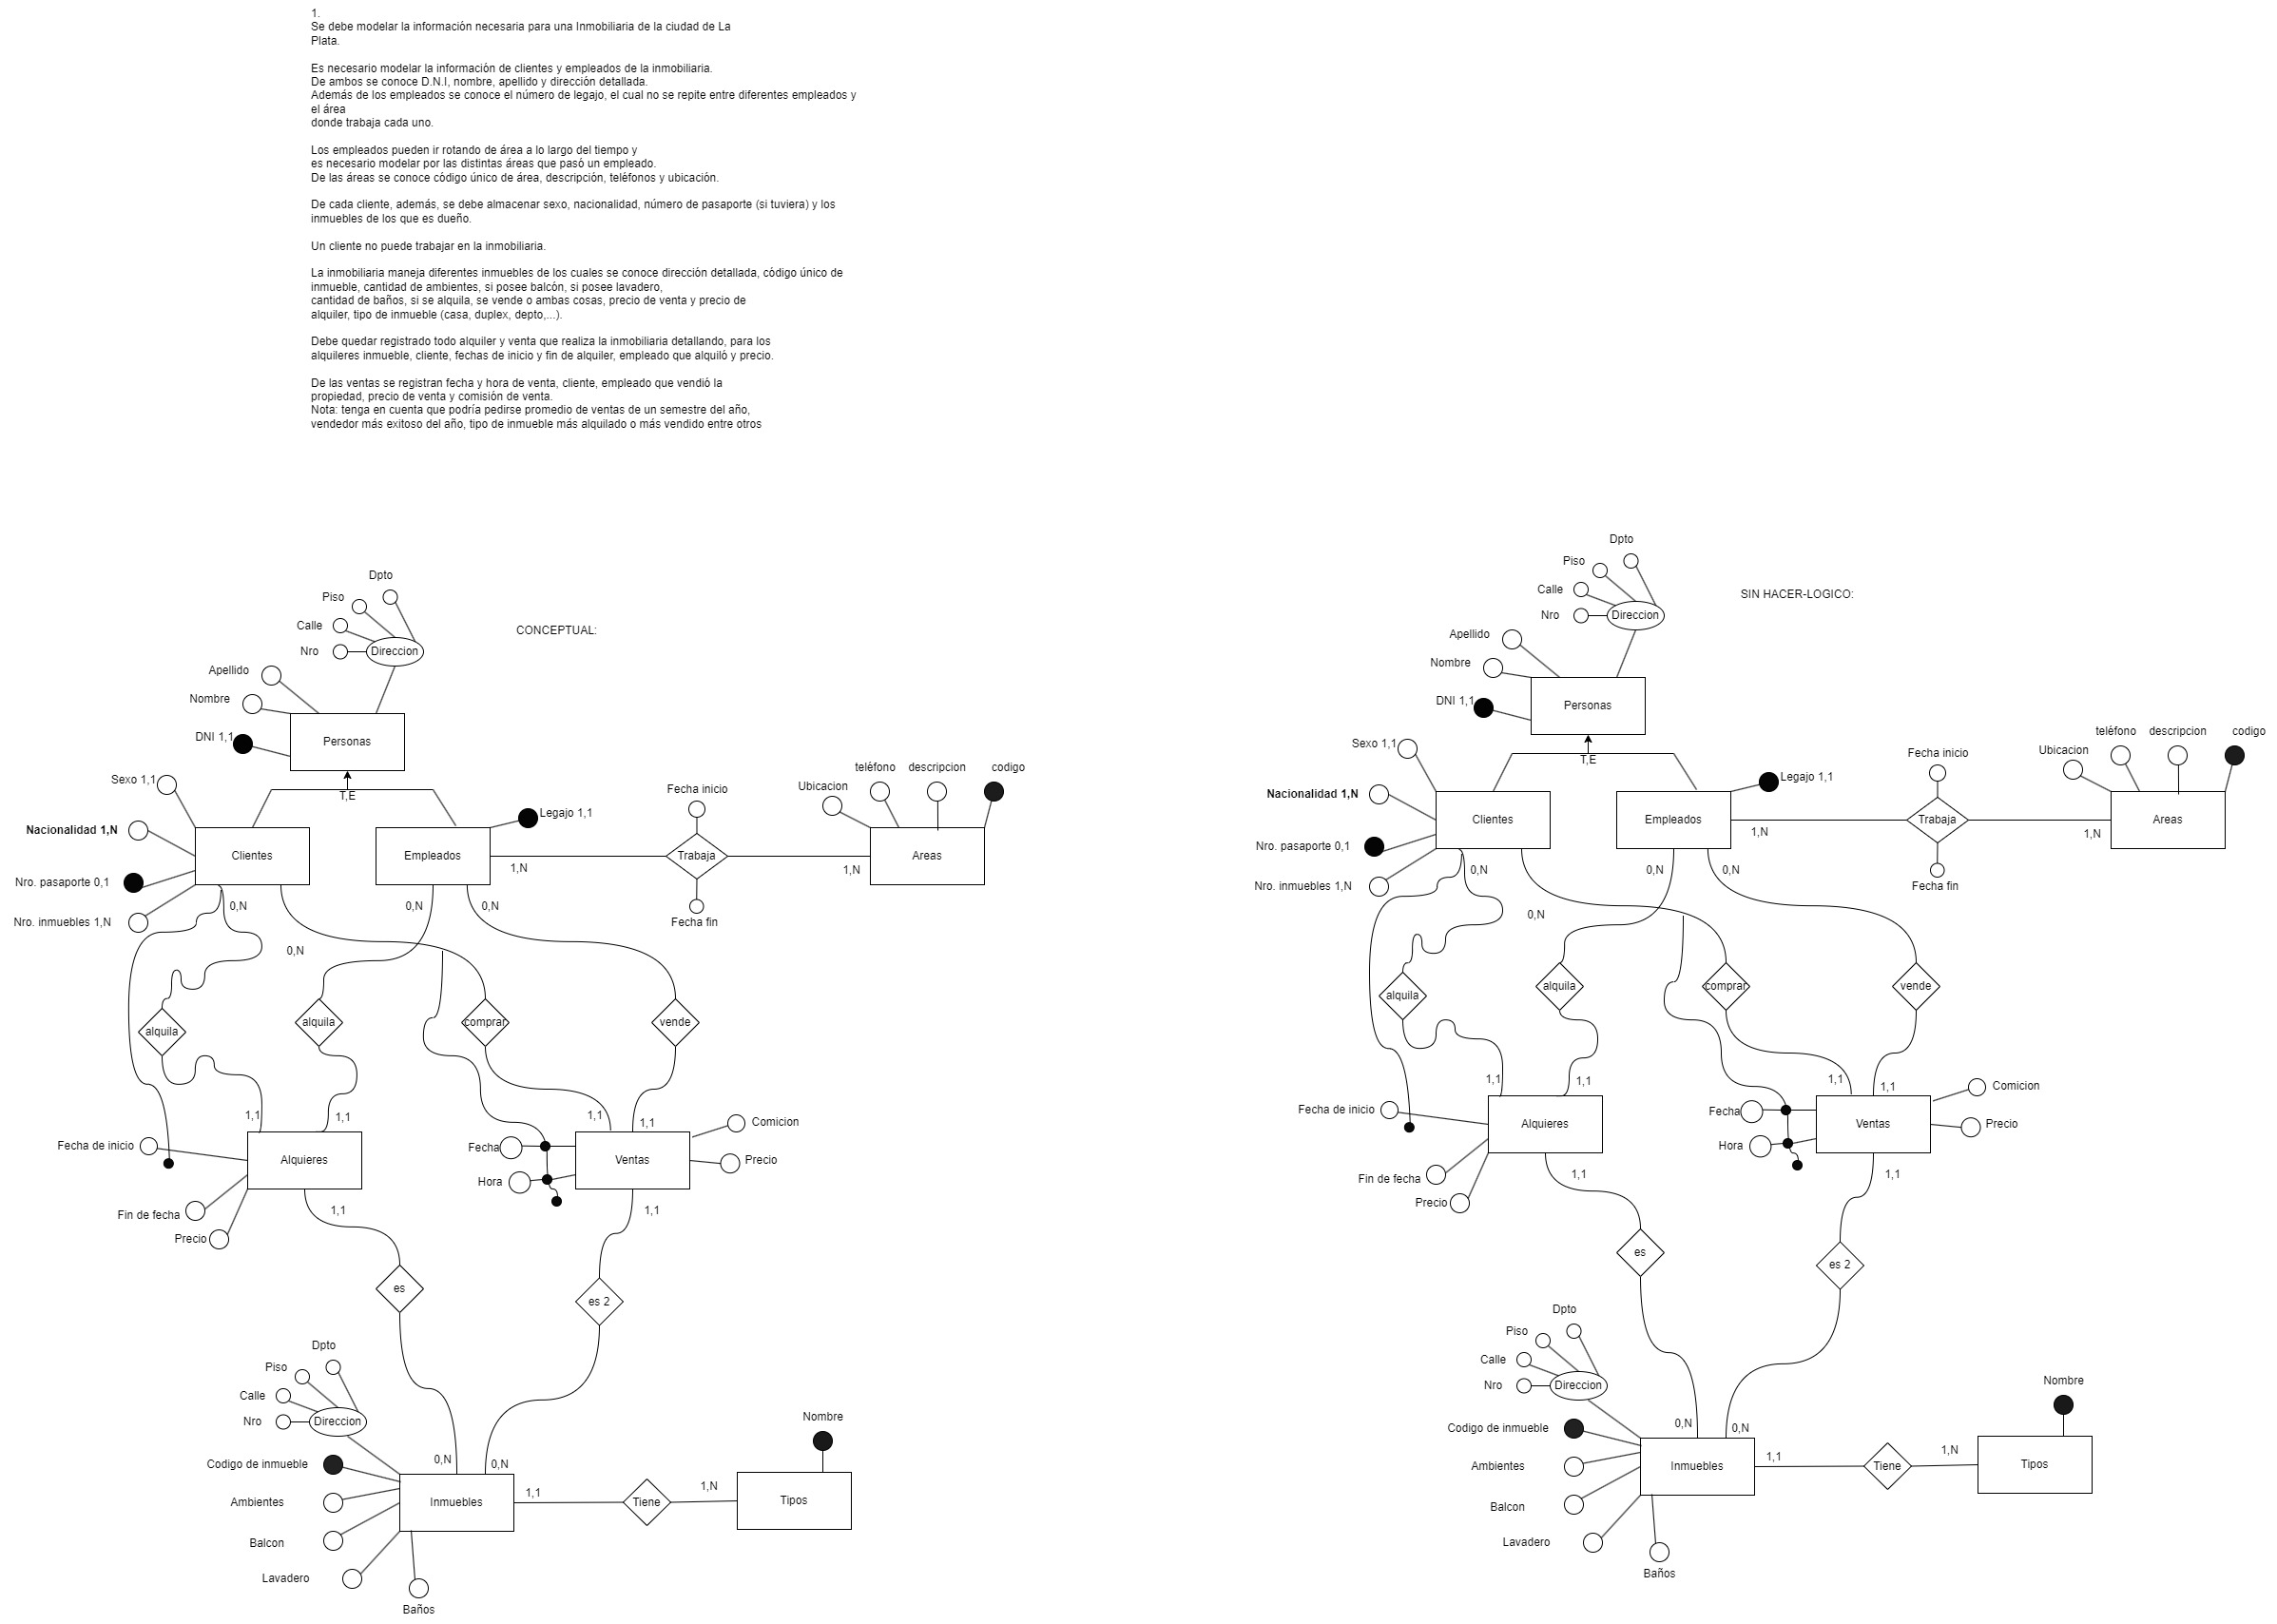 1.
Se debe modelar la información necesaria para una Inmobiliaria de la ciudad de La
Plata.
Es necesario modelar la información de clientes y empleados de la inmobiliaria.
De ambos se conoce D.N.I, nombre, apellido y dirección detallada.
Además de los empleados se conoce el número de legajo, el cual no se repite entre diferentes empleados y
el área
donde trabaja cada uno.
Los empleados pueden ir rotando de área a lo largo del tiempo y
es necesario modelar por las distintas áreas que pasó un empleado.
De las áreas se conoce código único de área, descripción, teléfonos y ubicación.
De cada cliente, además, se debe almacenar sexo, nacionalidad, número de pasaporte (si tuviera) y los
inmuebles de los que es dueño.
Un cliente no puede trabajar en la inmobiliaria.
La inmobiliaria maneja diferentes inmuebles de los cuales se conoce dirección detallada, código único de
inmueble, cantidad de ambientes, si posee balcón, si posee lavadero,
cantidad de baños, si se alquila, se vende o ambas cosas, precio de venta y precio de
alquiler, tipo de inmueble (casa, duplex, depto,...).
Debe quedar registrado todo alquiler y venta que realiza la inmobiliaria detallando, para los
alquileres inmueble, cliente, fechas de inicio y fin de alquiler, empleado que alquiló y precio.
De las ventas se registran fecha y hora de venta, cliente, empleado que vendió la
propiedad, precio de venta y comisión de venta.
Nota: tenga en cuenta que podría pedirse promedio de ventas de un semestre del año,
vendedor más exitoso del año, tipo de inmueble más alquilado o más vendido entre otros
CONCEPTUAL:
Dpto
Piso
Calle
Nro
Direccion
Apellido
Nombre
DNI 1,1
Personas
T,E
Sexo 1,1
Nacionalidad 1,N
Nro. pasaporte 0,1
Nro. inmuebles 1,N
Clientes
Empleados
Legajo 1,1
1,N
Fecha inicio
Trabaja
Fecha fin
1,N
Ubicacion
teléfono
descripcion
codigo
Areas
0,N
0,N
0,N
0,N
alquila
alquila
comprar
vende
1,1
1,1
1,1
1,1
Fecha de inicio
Alquieres
Fin de fecha
Precio
Fecha
Hora
Ventas
Comicion
Precio
1,1
1,1
es
es 2
Dpto
Piso
Calle
Nro
Direccion
Codigo de inmueble
Ambientes
Balcon
Lavadero
Baños
0,N
0,N
Inmuebles
1,1
Tiene
1,N
Nombre
Tipos
SIN HACER-LOGICO:
Dpto
Piso
Calle
Nro
Direccion
Apellido
Nombre
DNI 1,1
Personas
T,E
Sexo 1,1
Nacionalidad 1,N
Nro. pasaporte 0,1
Nro. inmuebles 1,N
Clientes
Empleados
Legajo 1,1
1,N
Fecha inicio
Trabaja
Fecha fin
1,N
Ubicacion
teléfono
descripcion
codigo
Areas
0,N
0,N
0,N
0,N
alquila
alquila
comprar
vende
1,1
1,1
1,1
1,1
Fecha de inicio
Alquieres
Fin de fecha
Precio
Fecha
Hora
Ventas
Comicion
Precio
1,1
1,1
es
es 2
Dpto
Piso
Calle
Nro
Direccion
Codigo de inmueble
Ambientes
Balcon
Lavadero
Baños
0,N
0,N
Inmuebles
1,1
Tiene
1,N
Nombre
Tipos